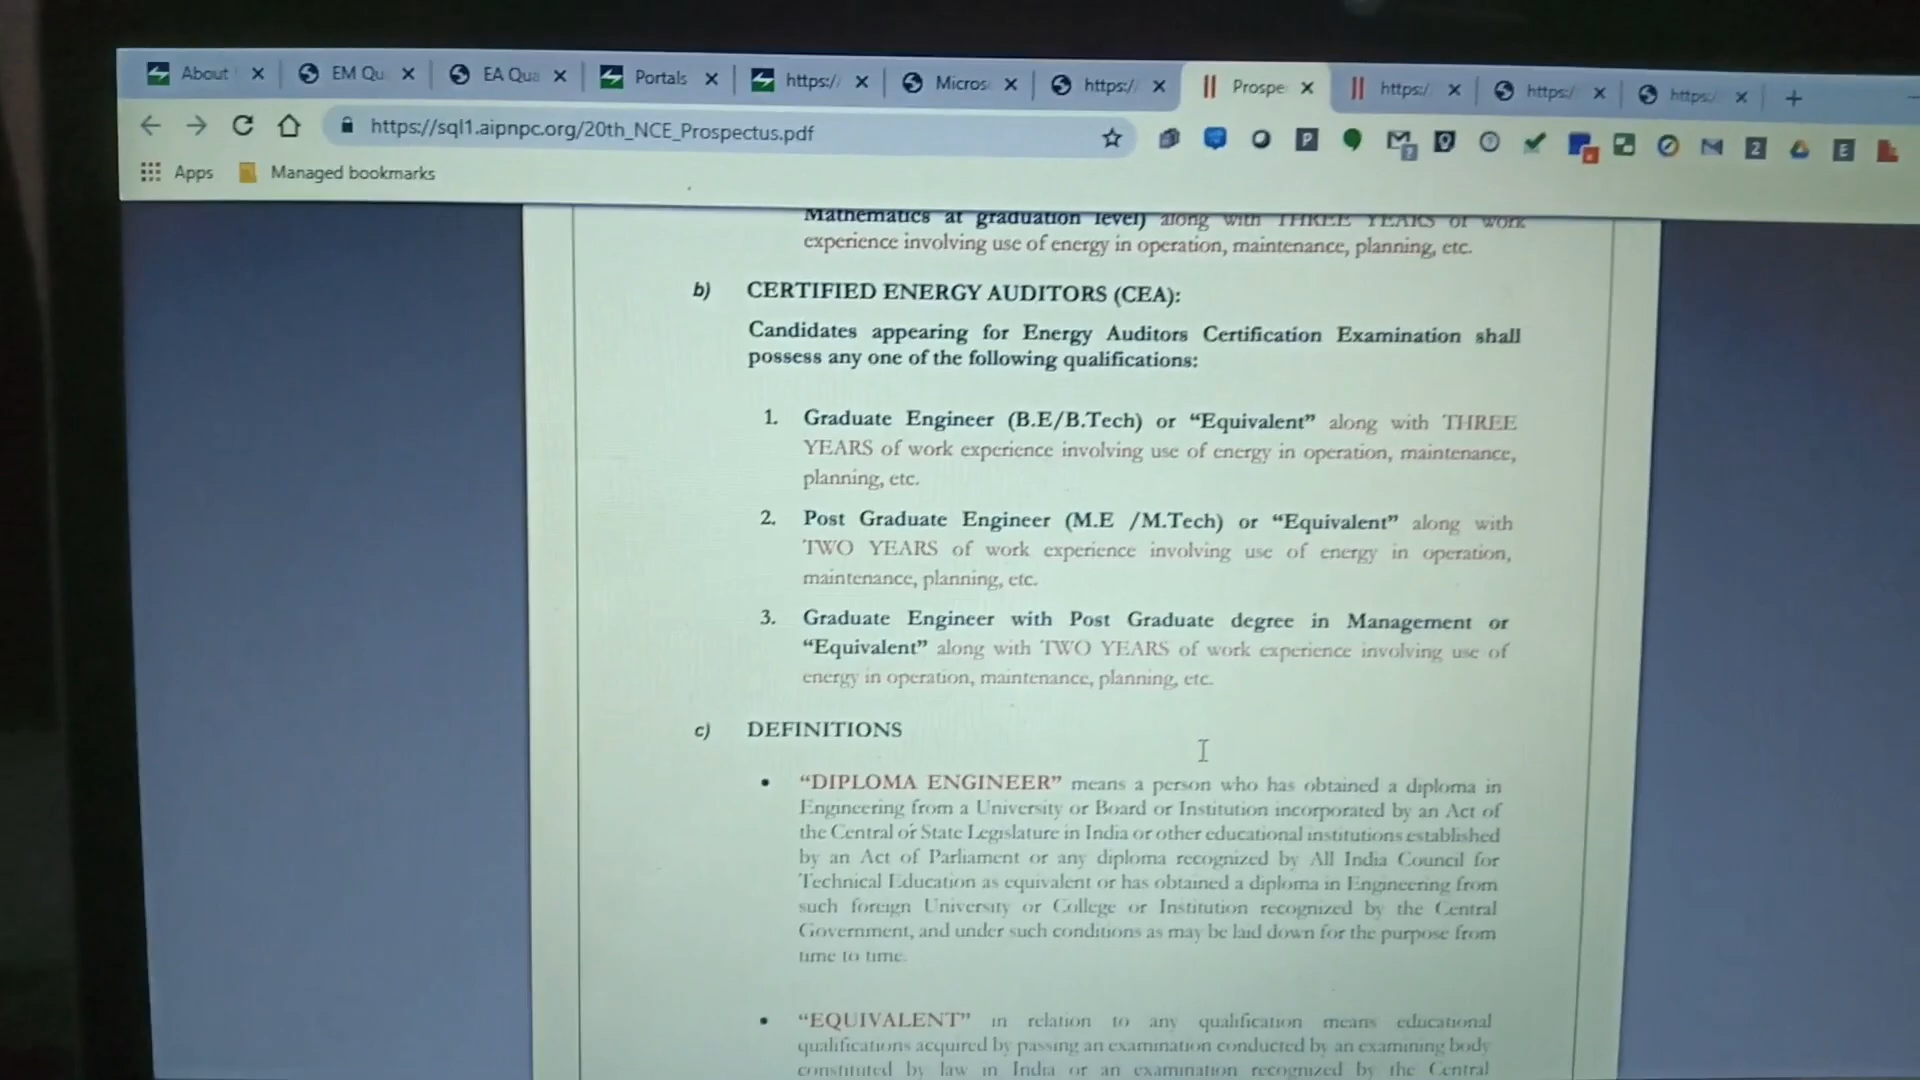 About
EM Qu
EA Qua
Portals
https://
Micros
https://
Prospe
https:/
https:/
https:/
https://sql1.aipnpc.org/20th_NCE_Prospectus.pdf
Apps
Managed bookmarks
Mathematics at graduation level) along with THREE YEARS of work
experience involving use of energy in operation, maintenance, planning, etc.
b) CERTIFIED ENERGY AUDITORS (CEA):
Candidates appearing for Energy Auditors Certification Examination shall
possess any one of the following qualifications:
1. Graduate Engineer (B.E/B.Tech) or “Equivalent” along with THREE
YEARS of work experience involving use of energy in operation, maintenance,
planning, etc.
2. Post Graduate Engineer (M.E /M.Tech) or “Equivalent” along with
TWO YEARS of work experience involving use of energy in operation,
maintenance, planning, etc.
3. Graduate Engineer with Post Graduate degree in Management or
“Equivalent” along with TWO YEARS of work experience involving use of
energy in operation, maintenance, planning, etc.
c) DEFINITIONS
• “DIPLOMA ENGINEER” means a person who has obtained a diploma in
Engineering from a University or Board or Institution incorporated by an Act of
the Central or State Legislature in India or other educational institutions established
by an Act of Parliament or any diploma recognized by All India Council for
Technical Education as equivalent or has obtained a diploma in Engineering from
such foreign University or College or Institution recognized by the Central
Government, and under such conditions as may be laid down for the purpose from
time to time.
• “EQUIVALENT” in relation to any qualification means educational
qualifications acquired by passing an examination conducted by an examining body
constituted by law in India or an examination recognized by the Central